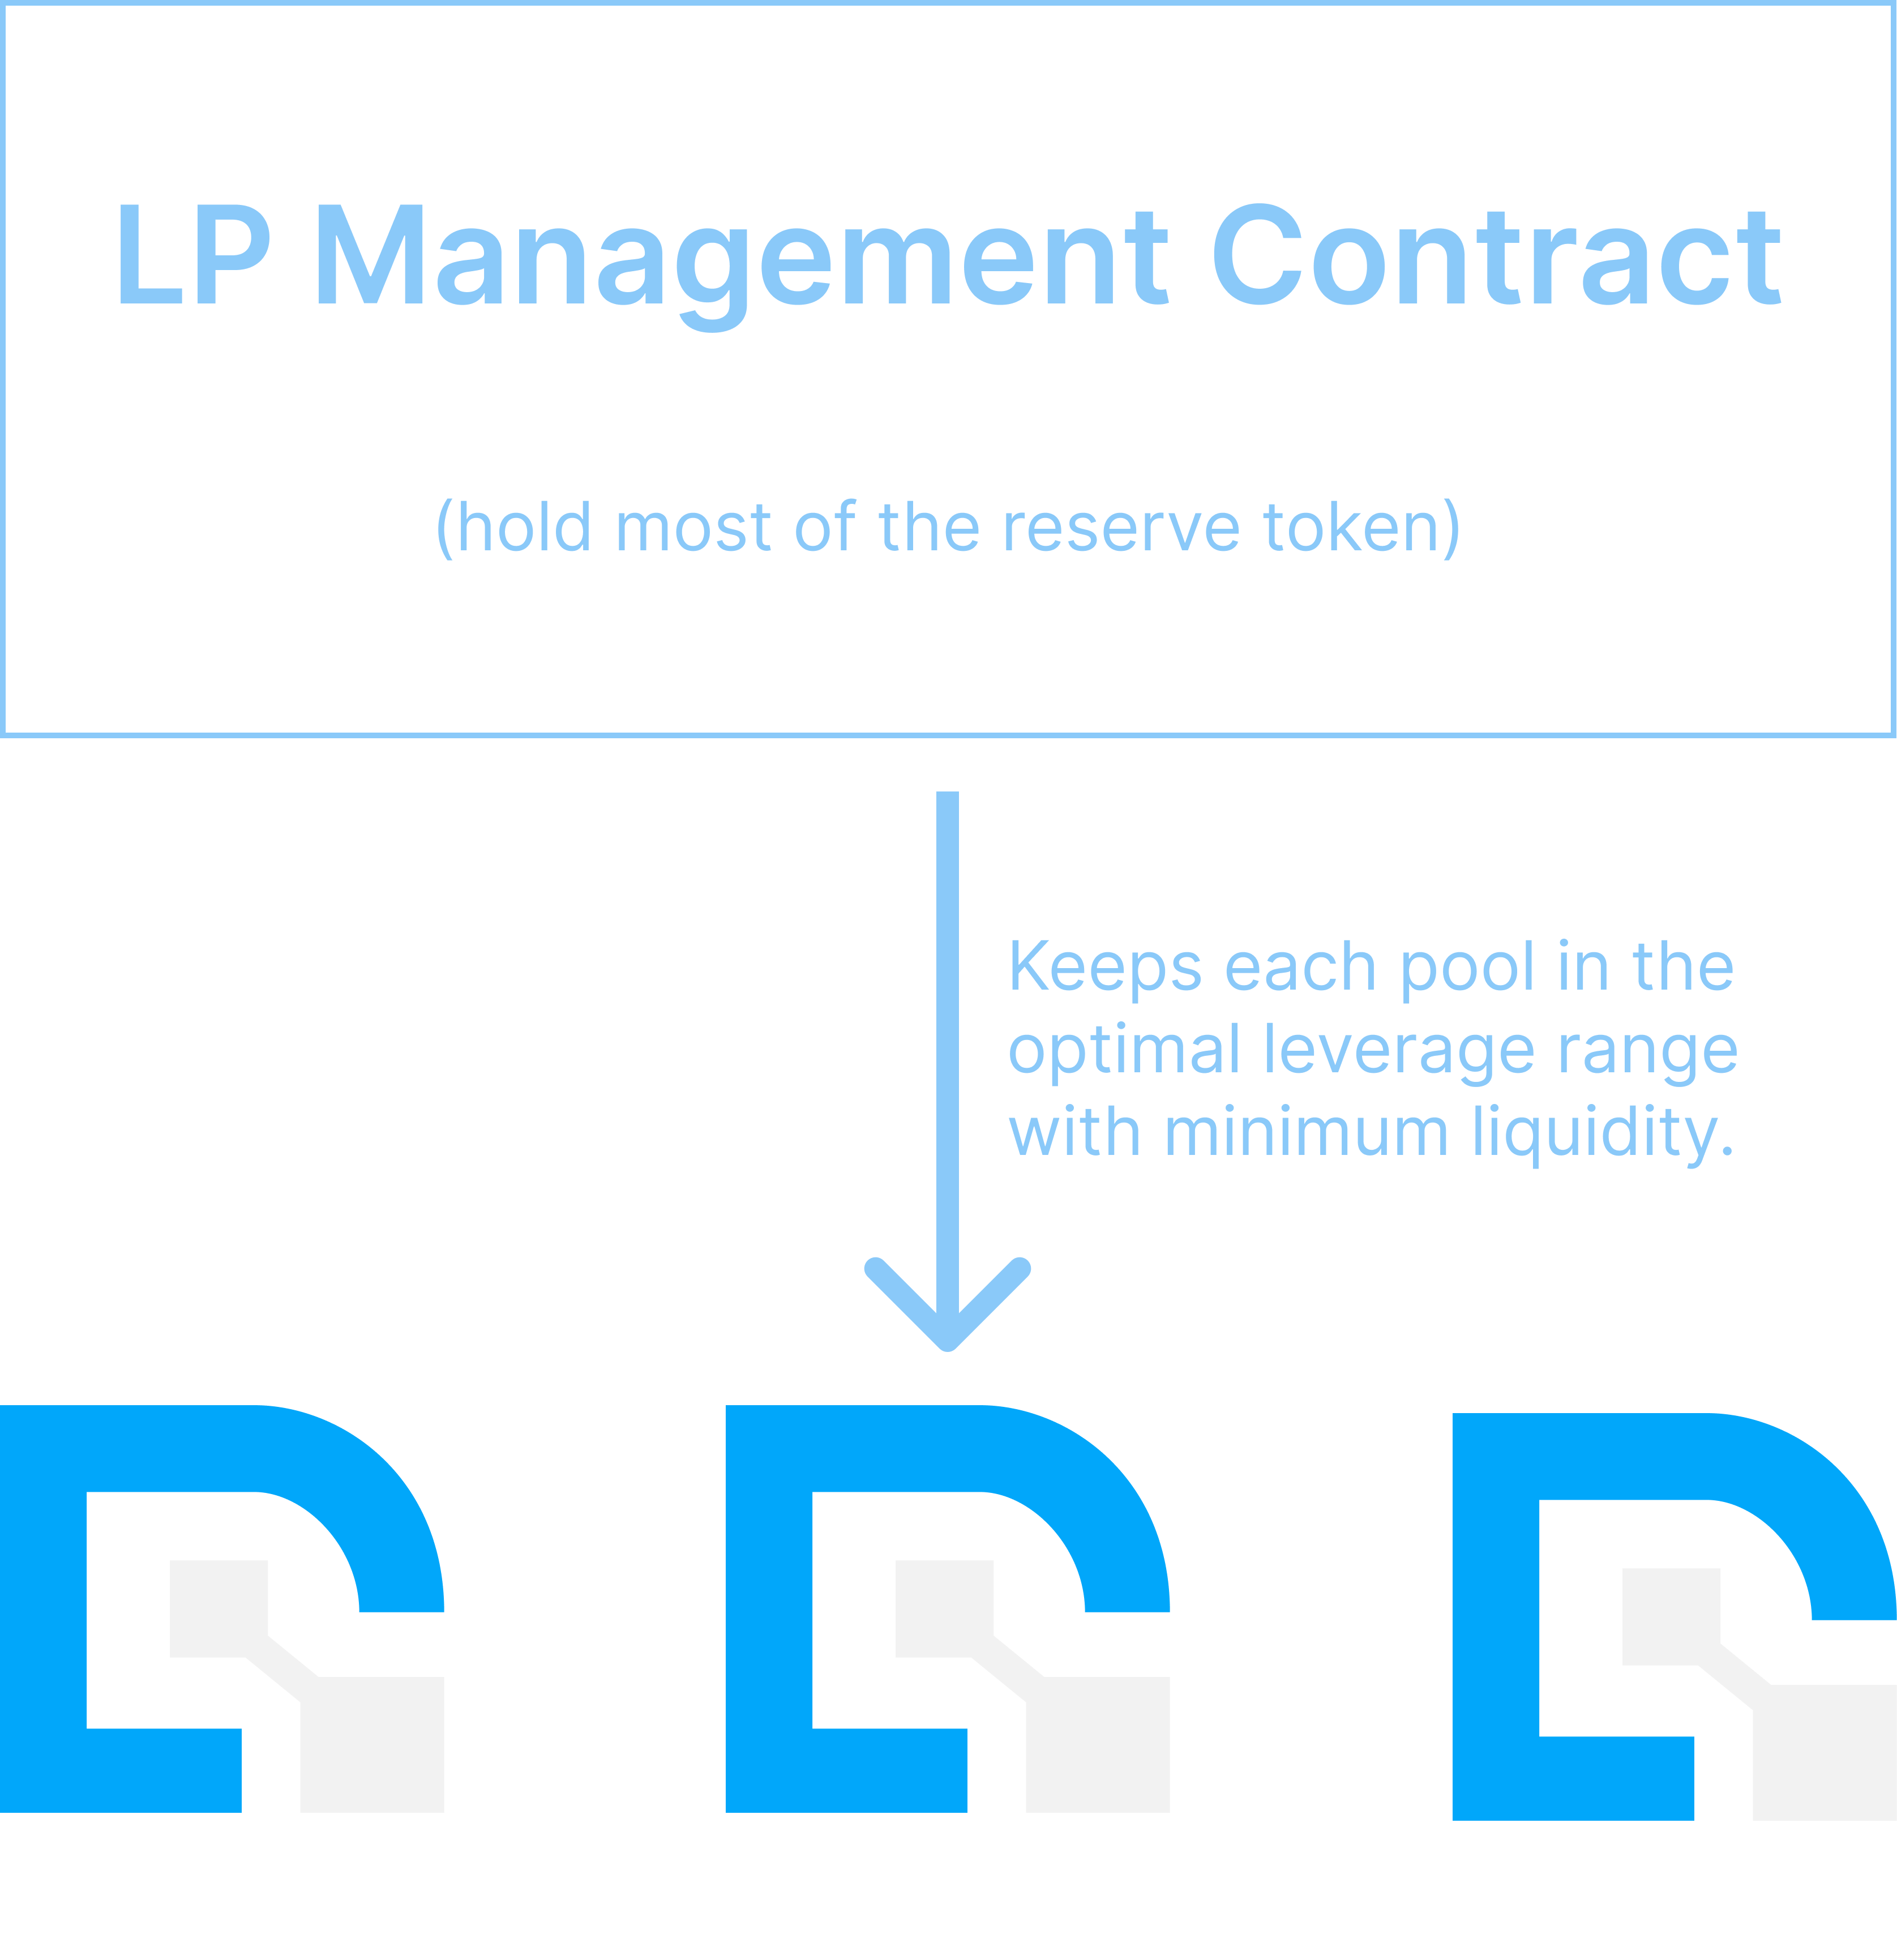 LP Management Contract
(hold most of the reserve token)
Keeps each pool in the
optimal leverage range
with minimum liquidity.